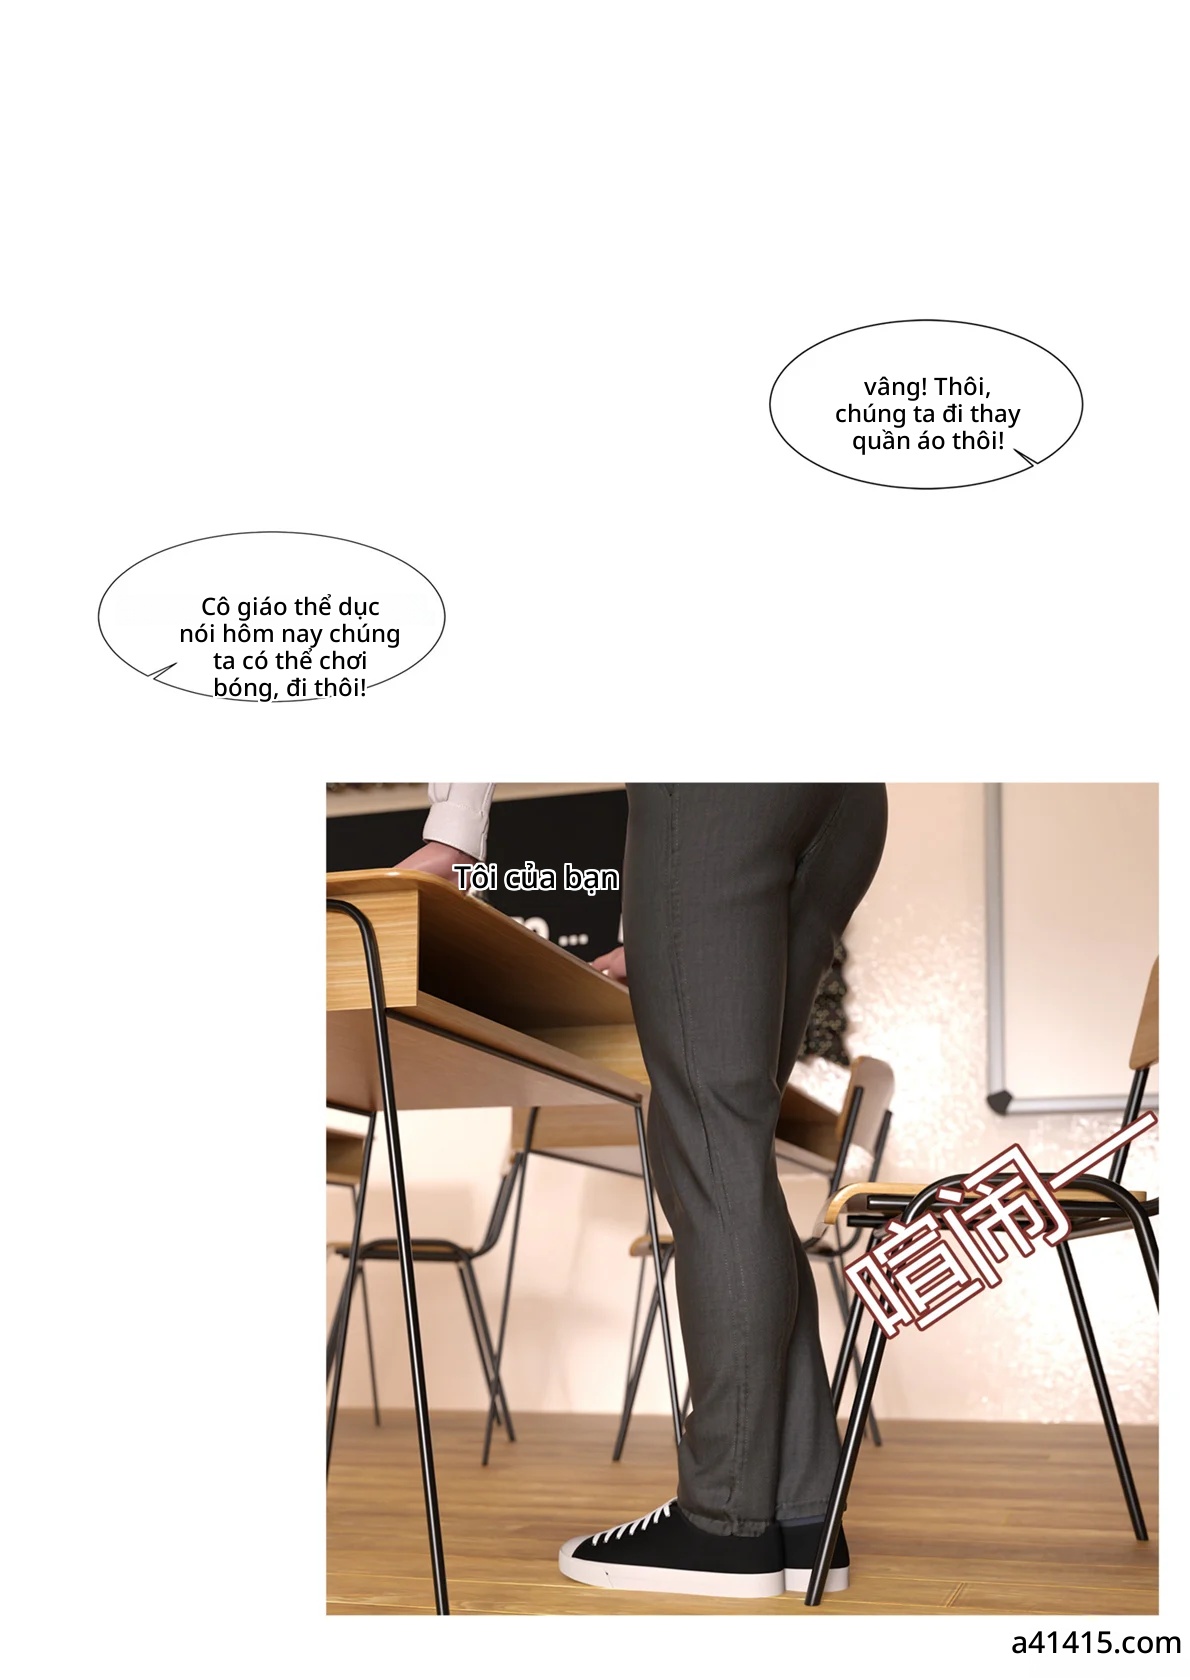 vâng! Thôi,
chúng ta đi thay
quần áo thôi!
Cô giáo thể dục
nói hôm nay chúng
ta có thể chơi
bóng, đi thôi!
Tôi của bạn
...
喧闹一
a41415.com